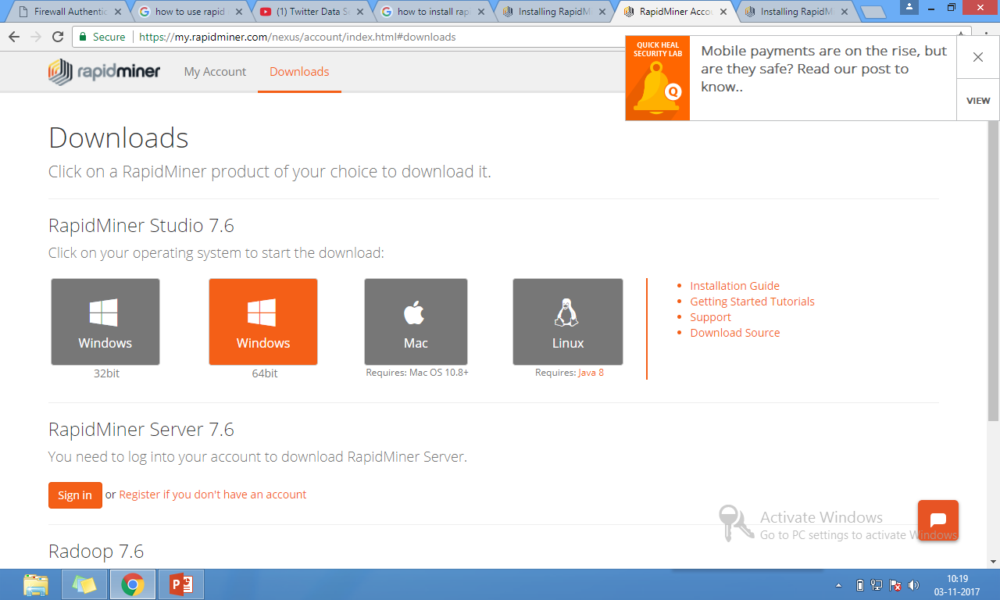 Firewall Authentic
how to use rapid
(1) Twitter Data S
how to install rap
Installing RapidM
RapidMiner Accou
Installing RapidMi
Secure https://my.rapidminer.com/nexus/account/index.html#downloads
QUICK HEAL
SECURITY LAB
Mobile payments are on the rise, but
are they safe? Read our post to
know..
VIEW
rapidminer
My Account
Downloads
Downloads
Click on a RapidMiner product of your choice to download it.
RapidMiner Studio 7.6
Click on your operating system to start the download:
Windows
32bit
Windows
64bit
Mac
Requires: Mac OS 10.8+
Linux
Requires: Java 8
Installation Guide
Getting Started Tutorials
Support
Download Source
RapidMiner Server 7.6
You need to log into your account to download RapidMiner Server.
Sign in or Register if you don't have an account
Activate Windows
Go to PC settings to activate Windows
Radoop 7.6
10:19
03-11-2017